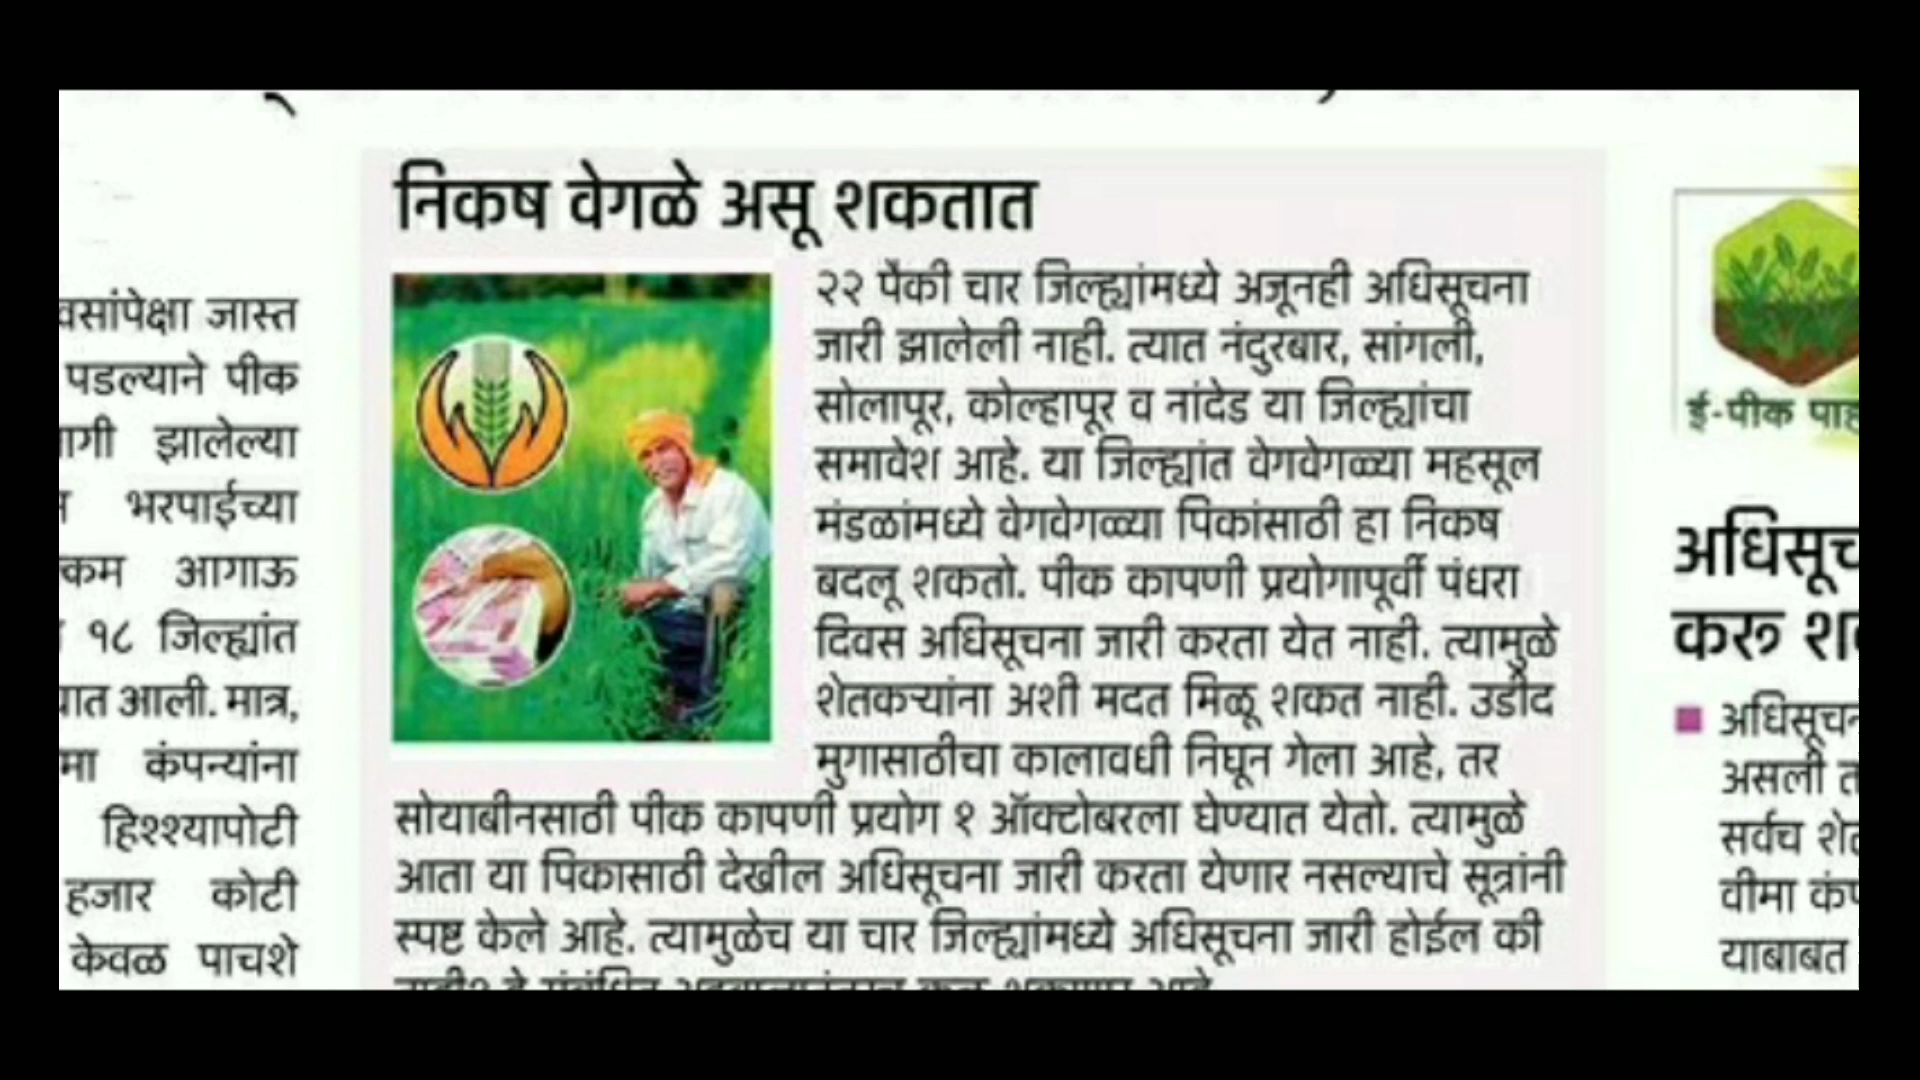 वसांपेक्षा जास्त
पडल्याने पीक
झालेल्या
भरपाईच्या
आगाऊ
१८ जिल्ह्यांत
आली. मात्र,
कंपन्यांना
हिश्श्यापोटी
हजार कोटी
केवळ पाचशे
निकष वेगळे असू शकतात
२२ पैकी चार जिल्ह्यांमध्ये अजूनही अधिसूचना
जारी झालेली नाही. त्यात नंदुरबार, सांगली,
सोलापूर, कोल्हापूर व नांदेड या जिल्ह्यांचा
समावेश आहे. या जिल्ह्यांत वेगवेगळ्या महसूल
मंडळांमध्ये वेगवेगळ्या पिकांसाठी हा निकष
बदलू शकतो. पीक कापणी प्रयोगापूर्वी पंधरा
दिवस अधिसूचना जारी करता येत नाही. त्यामुळे
शेतकऱ्यांना अशी मदत मिळू शकत नाही. उडीद
मुगासाठीचा कालावधी निघून गेला आहे, तर
सोयाबीनसाठी पीक कापणी प्रयोग १ ऑक्टोबरला घेण्यात येतो. त्यामुळे
आता या पिकासाठी देखील अधिसूचना जारी करता येणार नसल्याचे सूत्रांनी
स्पष्ट केले आहे. त्यामुळेच या चार जिल्ह्यांमध्ये अधिसूचना जारी होईल की
ई-पीक पाह
अधिसूच
करू श
अधिसूचन
असली त
सर्वच शे
वीमा कंप
याबाबत